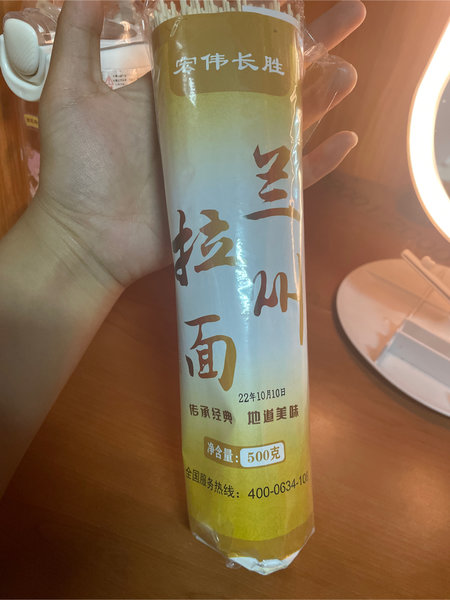 宏伟长胜
兰州
拉面
22年10月10日
传承经典 地道美味
净含量：500克
全国服务热线：400-0634-10